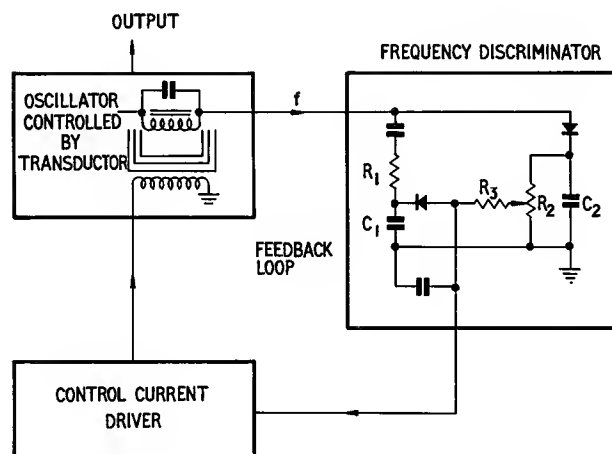 OUTPUT
FREQUENCY DISCRIMINATOR
OSCILLATOR
CONTROLLED
BY
TRANSDUCTOR
f
R1
C1
R3
R2
C2
FEEDBACK
LOOP
CONTROL CURRENT
DRIVER